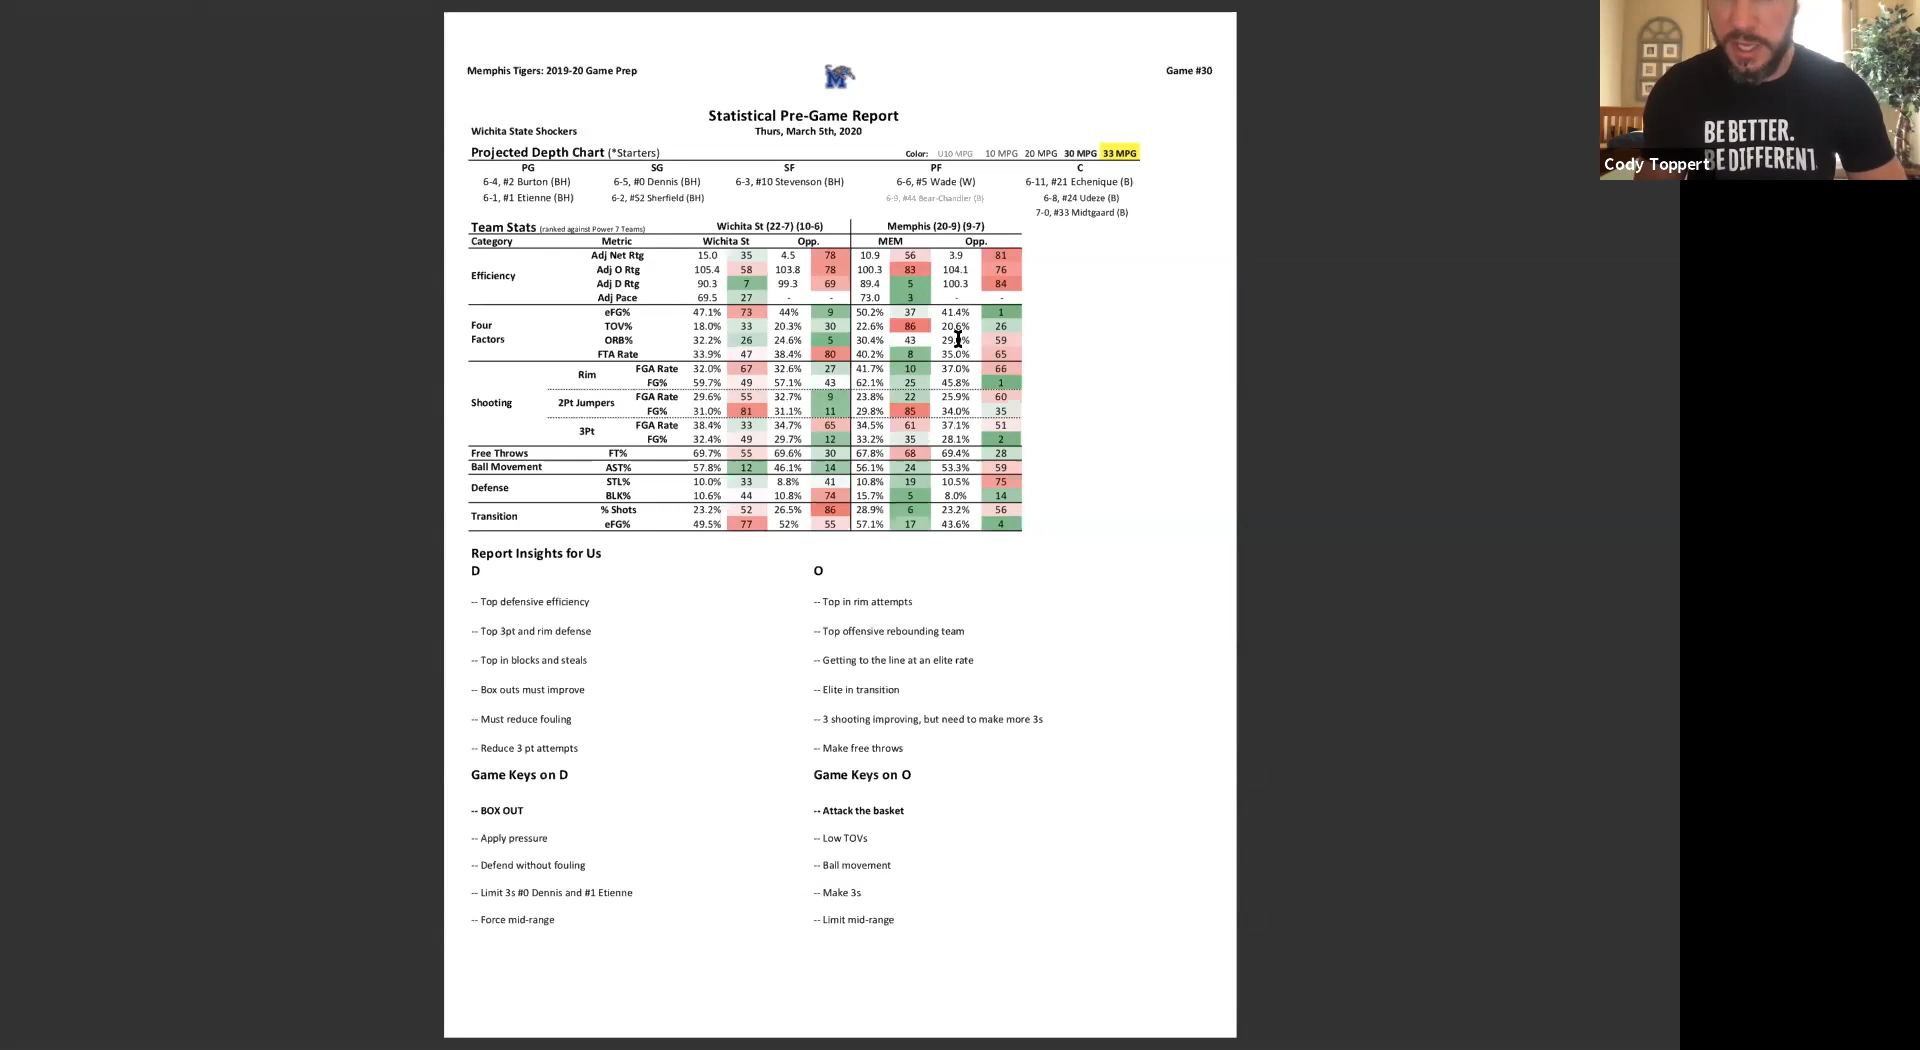 Memphis Tigers: 2019-20 Game Prep M Game #30
Statistical Pre-Game Report
Wichita State Shockers Thurs, March 5th, 2020
Projected Depth Chart (*Starters) Color: U10 MPG 10 MPG 20 MPG 30 MPG 33 MPG
PG SG SF PF C
6-4, #2 Burton (BH) 6-5, #0 Dennis (BH) 6-3, #10 Stevenson (BH) 6-6, #5 Wade (W) 6-11, #21 Echenique (B)
6-1, #1 Etienne (BH) 6-2, #52 Sherfield (BH) 6-9, #44 Bear-Chandler (B) 6-8, #24 Udeze (B)
7-0, #33 Midtgaard (B)
Team Stats (ranked against Power 7 Teams) Wichita St (22-7) (10-6) Memphis (20-9) (9-7)
Category Metric Wichita St Opp. MEM Opp.
Efficiency
Adj Net Rtg 15.0 35 4.5 78 10.9 56 3.9 81
Adj O Rtg 105.4 58 103.8 78 100.3 83 104.1 76
Adj D Rtg 90.3 7 99.3 69 89.4 5 100.3 84
Adj Pace 69.5 27 - - 73.0 3 - -
Four Factors
eFG% 47.1% 73 44% 9 50.2% 37 41.4% 1
TOV% 18.0% 33 20.3% 30 22.6% 86 20.6% 26
ORB% 32.2% 26 24.6% 5 30.4% 43 59
FTA Rate 33.9% 47 38.4% 80 40.2% 8 35.0% 65
Shooting
Rim FGA Rate 32.0% 67 32.6% 27 41.7% 10 37.0% 66
FG% 59.7% 49 57.1% 43 62.1% 25 45.8% 1
2Pt Jumpers FGA Rate 29.6% 55 32.7% 9 23.8% 22 25.9% 60
FG% 31.0% 81 31.1% 11 29.8% 85 34.0% 35
3Pt FGA Rate 38.4% 33 34.7% 65 34.5% 61 37.1% 51
FG% 32.4% 49 29.7% 12 33.2% 35 28.1% 2
Free Throws FT% 69.7% 55 69.6% 30 67.8% 68 69.4% 28
Ball Movement AST% 57.8% 12 46.1% 14 56.1% 24 53.3% 59
Defense
STL% 10.0% 33 8.8% 41 10.8% 19 10.5% 75
BLK% 10.6% 44 10.8% 74 15.7% 5 8.0% 14
Transition
% Shots 23.2% 52 26.5% 86 28.9% 6 23.2% 56
eFG% 49.5% 77 52% 55 57.1% 17 43.6% 4
Report Insights for Us
D O
-- Top defensive efficiency -- Top in rim attempts
-- Top 3pt and rim defense -- Top offensive rebounding team
-- Top in blocks and steals -- Getting to the line at an elite rate
-- Box outs must improve -- Elite in transition
-- Must reduce fouling -- 3 shooting improving, but need to make more 3s
-- Reduce 3 pt attempts -- Make free throws
Game Keys on D Game Keys on O
-- BOX OUT -- Attack the basket
-- Apply pressure -- Low TOVs
-- Defend without fouling -- Ball movement
-- Limit 3s #0 Dennis and #1 Etienne -- Make 3s
-- Force mid-range -- Limit mid-range
BE BETTER.
BE DIFFERENT.
Cody Toppert